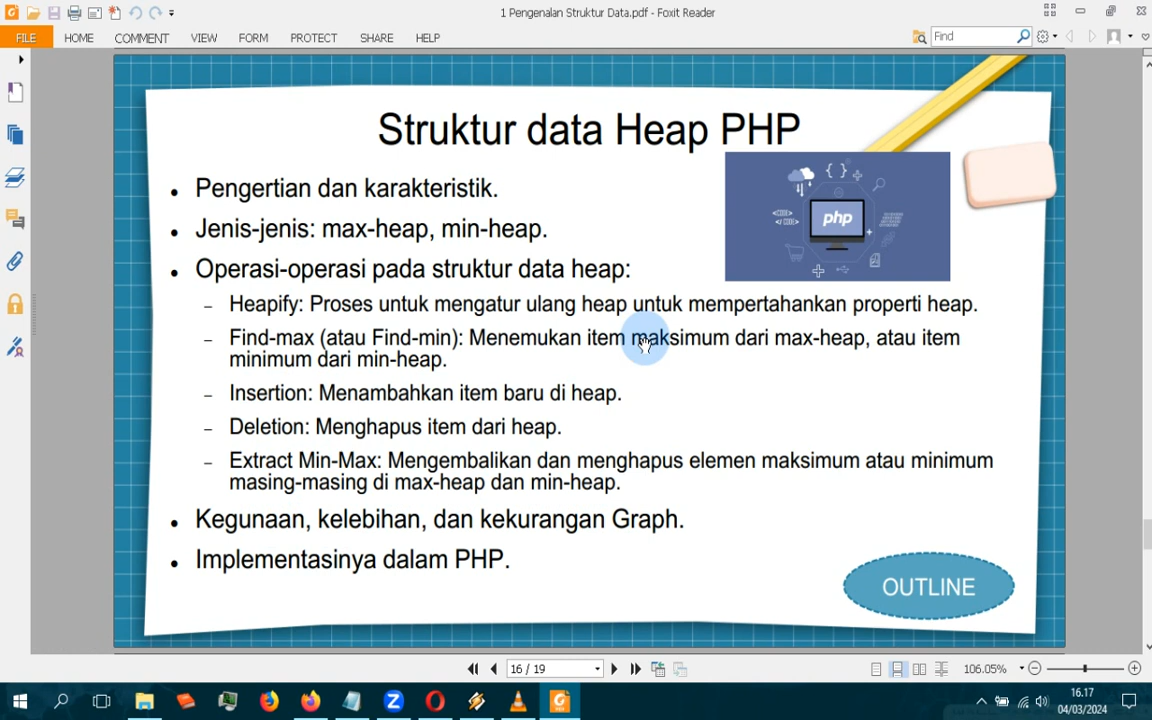 1 Pengenalan Struktur Data.pdf - Foxit Reader
FILE HOME COMMENT VIEW FORM PROTECT SHARE HELP
Find
Struktur data Heap PHP
php
{ }
<CODE>
</ CODE>
• Pengertian dan karakteristik.
• Jenis-jenis: max-heap, min-heap.
• Operasi-operasi pada struktur data heap:
– Heapify: Proses untuk mengatur ulang heap untuk mempertahankan properti heap.
– Find-max (atau Find-min): Menemukan item maksimum dari max-heap, atau item
minimum dari min-heap.
– Insertion: Menambahkan item baru di heap.
– Deletion: Menghapus item dari heap.
– Extract Min-Max: Mengembalikan dan menghapus elemen maksimum atau minimum
masing-masing di max-heap dan min-heap.
• Kegunaan, kelebihan, dan kekurangan Graph.
• Implementasinya dalam PHP.
OUTLINE
16 / 19
106.05%
16.17
04/03/2024